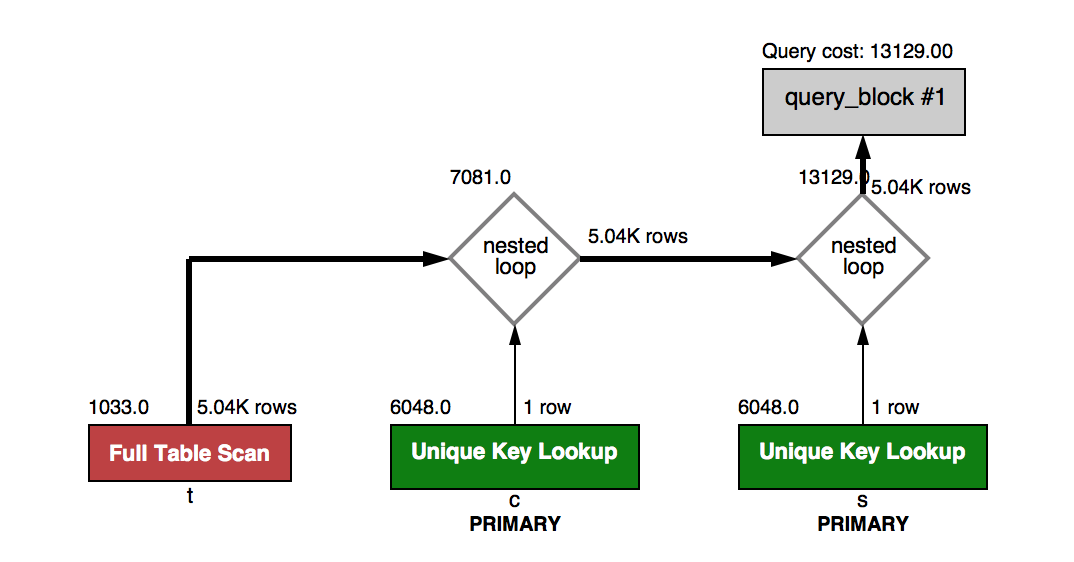 Query cost: 13129.00
query_block #1
7081.0
13129.0
5.04K rows
nested
loop
5.04K rows
nested
loop
1033.0
5.04K rows
6048.0
1 row
6048.0
1 row
Full Table Scan
Unique Key Lookup
Unique Key Lookup
t
c
s
PRIMARY
PRIMARY